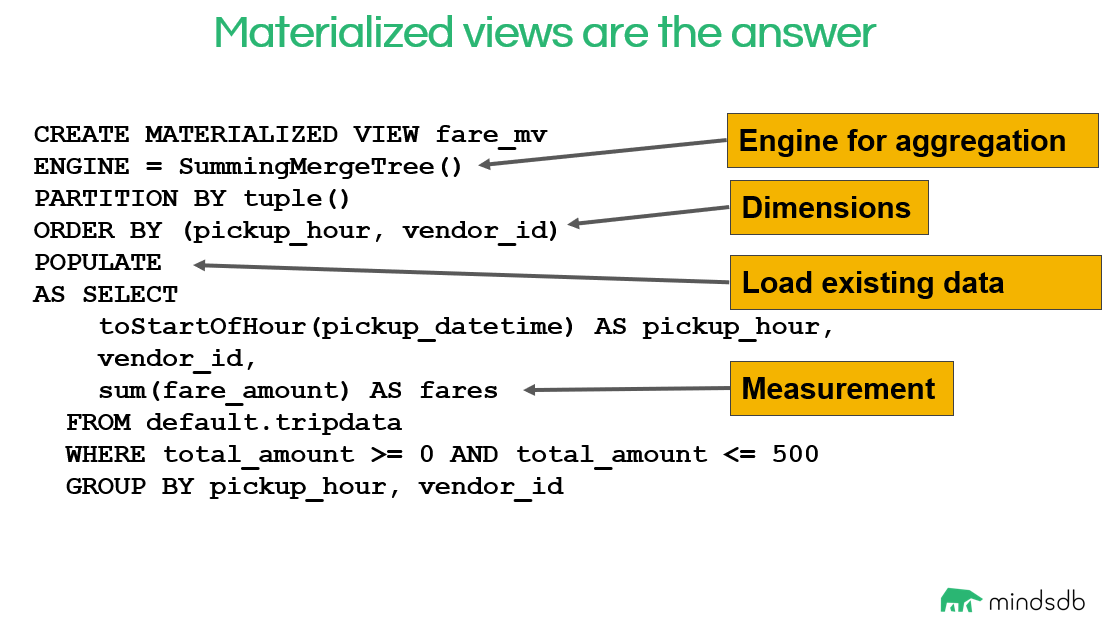 Materialized views are the answer
CREATE MATERIALIZED VIEW fare_mv
ENGINE = SummingMergeTree()
PARTITION BY tuple()
ORDER BY (pickup_hour, vendor_id)
POPULATE
AS SELECT
toStartOfHour(pickup_datetime) AS pickup_hour,
vendor_id,
sum(fare_amount) AS fares
FROM default.tripdata
WHERE total_amount >= 0 AND total_amount <= 500
GROUP BY pickup_hour, vendor_id
Engine for aggregation
Dimensions
Load existing data
Measurement
mindsdb